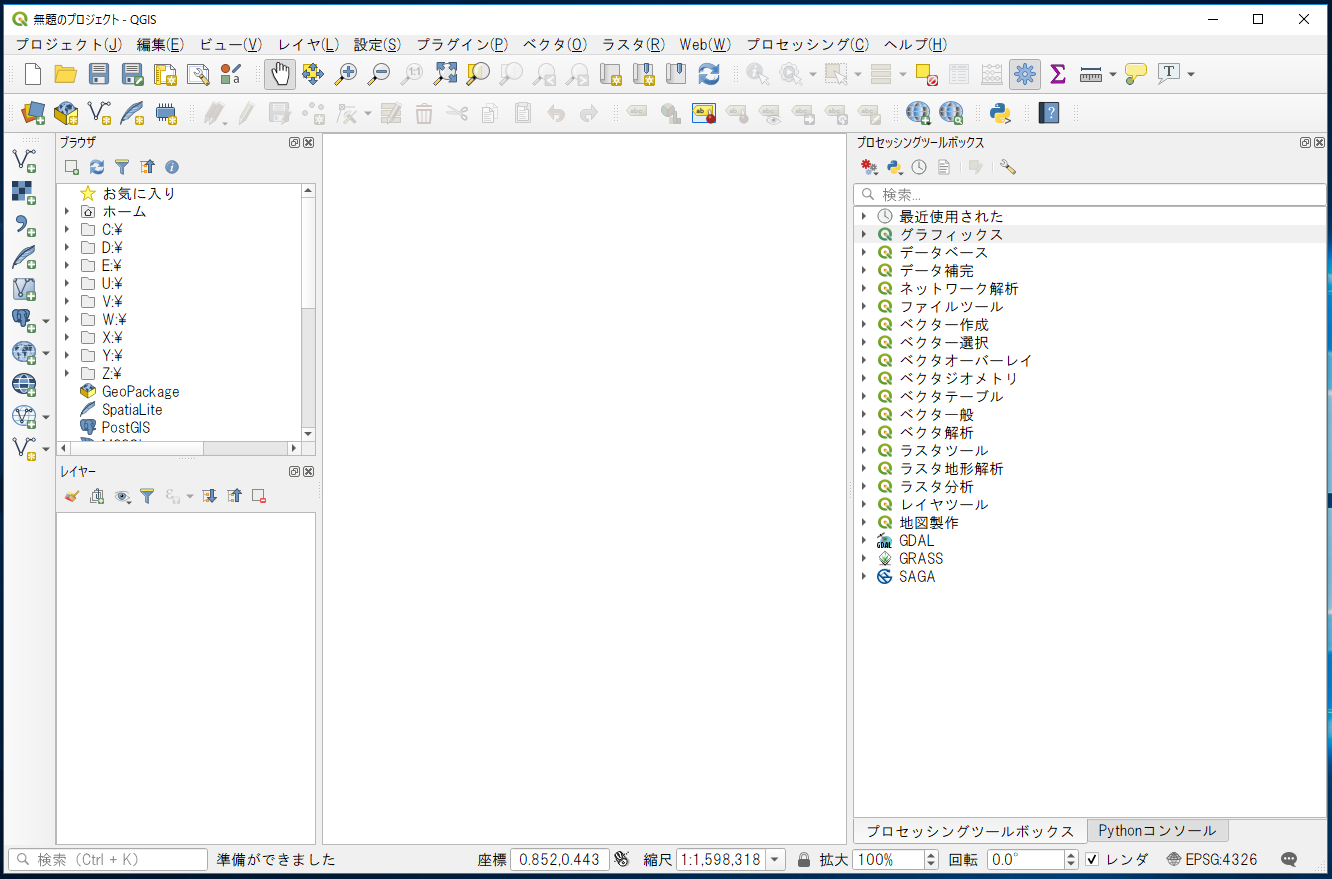 無題のプロジェクト - QGIS
プロジェクト(J) 編集(E) ビュー(V) レイヤ(L) 設定(S) プラグイン(P) ベクタ(O) ラスタ(R) Web(W) プロセッシング(C) ヘルプ(H)
ブラウザ
お気に入り
ホーム
C:¥
D:¥
E:¥
U:¥
V:¥
W:¥
X:¥
Y:¥
Z:¥
GeoPackage
SpatiaLite
PostGIS
レイヤー
プロセッシングツールボックス
検索...
最近使用された
グラフィックス
データベース
データ補完
ネットワーク解析
ファイルツール
ベクター作成
ベクター選択
ベクタオーバーレイ
ベクタジオメトリ
ベクタテーブル
ベクター般
ベクタ解析
ラスタツール
ラスタ地形解析
ラスタ分析
レイヤツール
地図製作
GDAL
GRASS
SAGA
プロセッシングツールボックス Pythonコンソール
検索 (Ctrl + K) 準備ができました 座標 0.852,0.443 縮尺 1:1,598,318 拡大 100% 回転 0.0° レンダ EPSG:4326